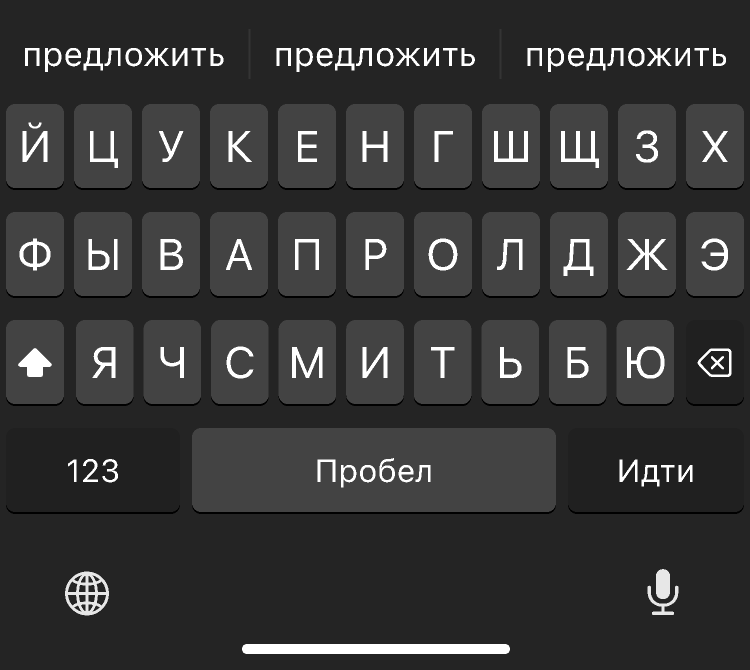 предложить предложить предложить
Й Ц У К Е Н Г Ш Щ З Х
Ф Ы В А П Р О Л Д Ж Э
Я Ч С М И Т Ь Б Ю
123 Пробел Идти